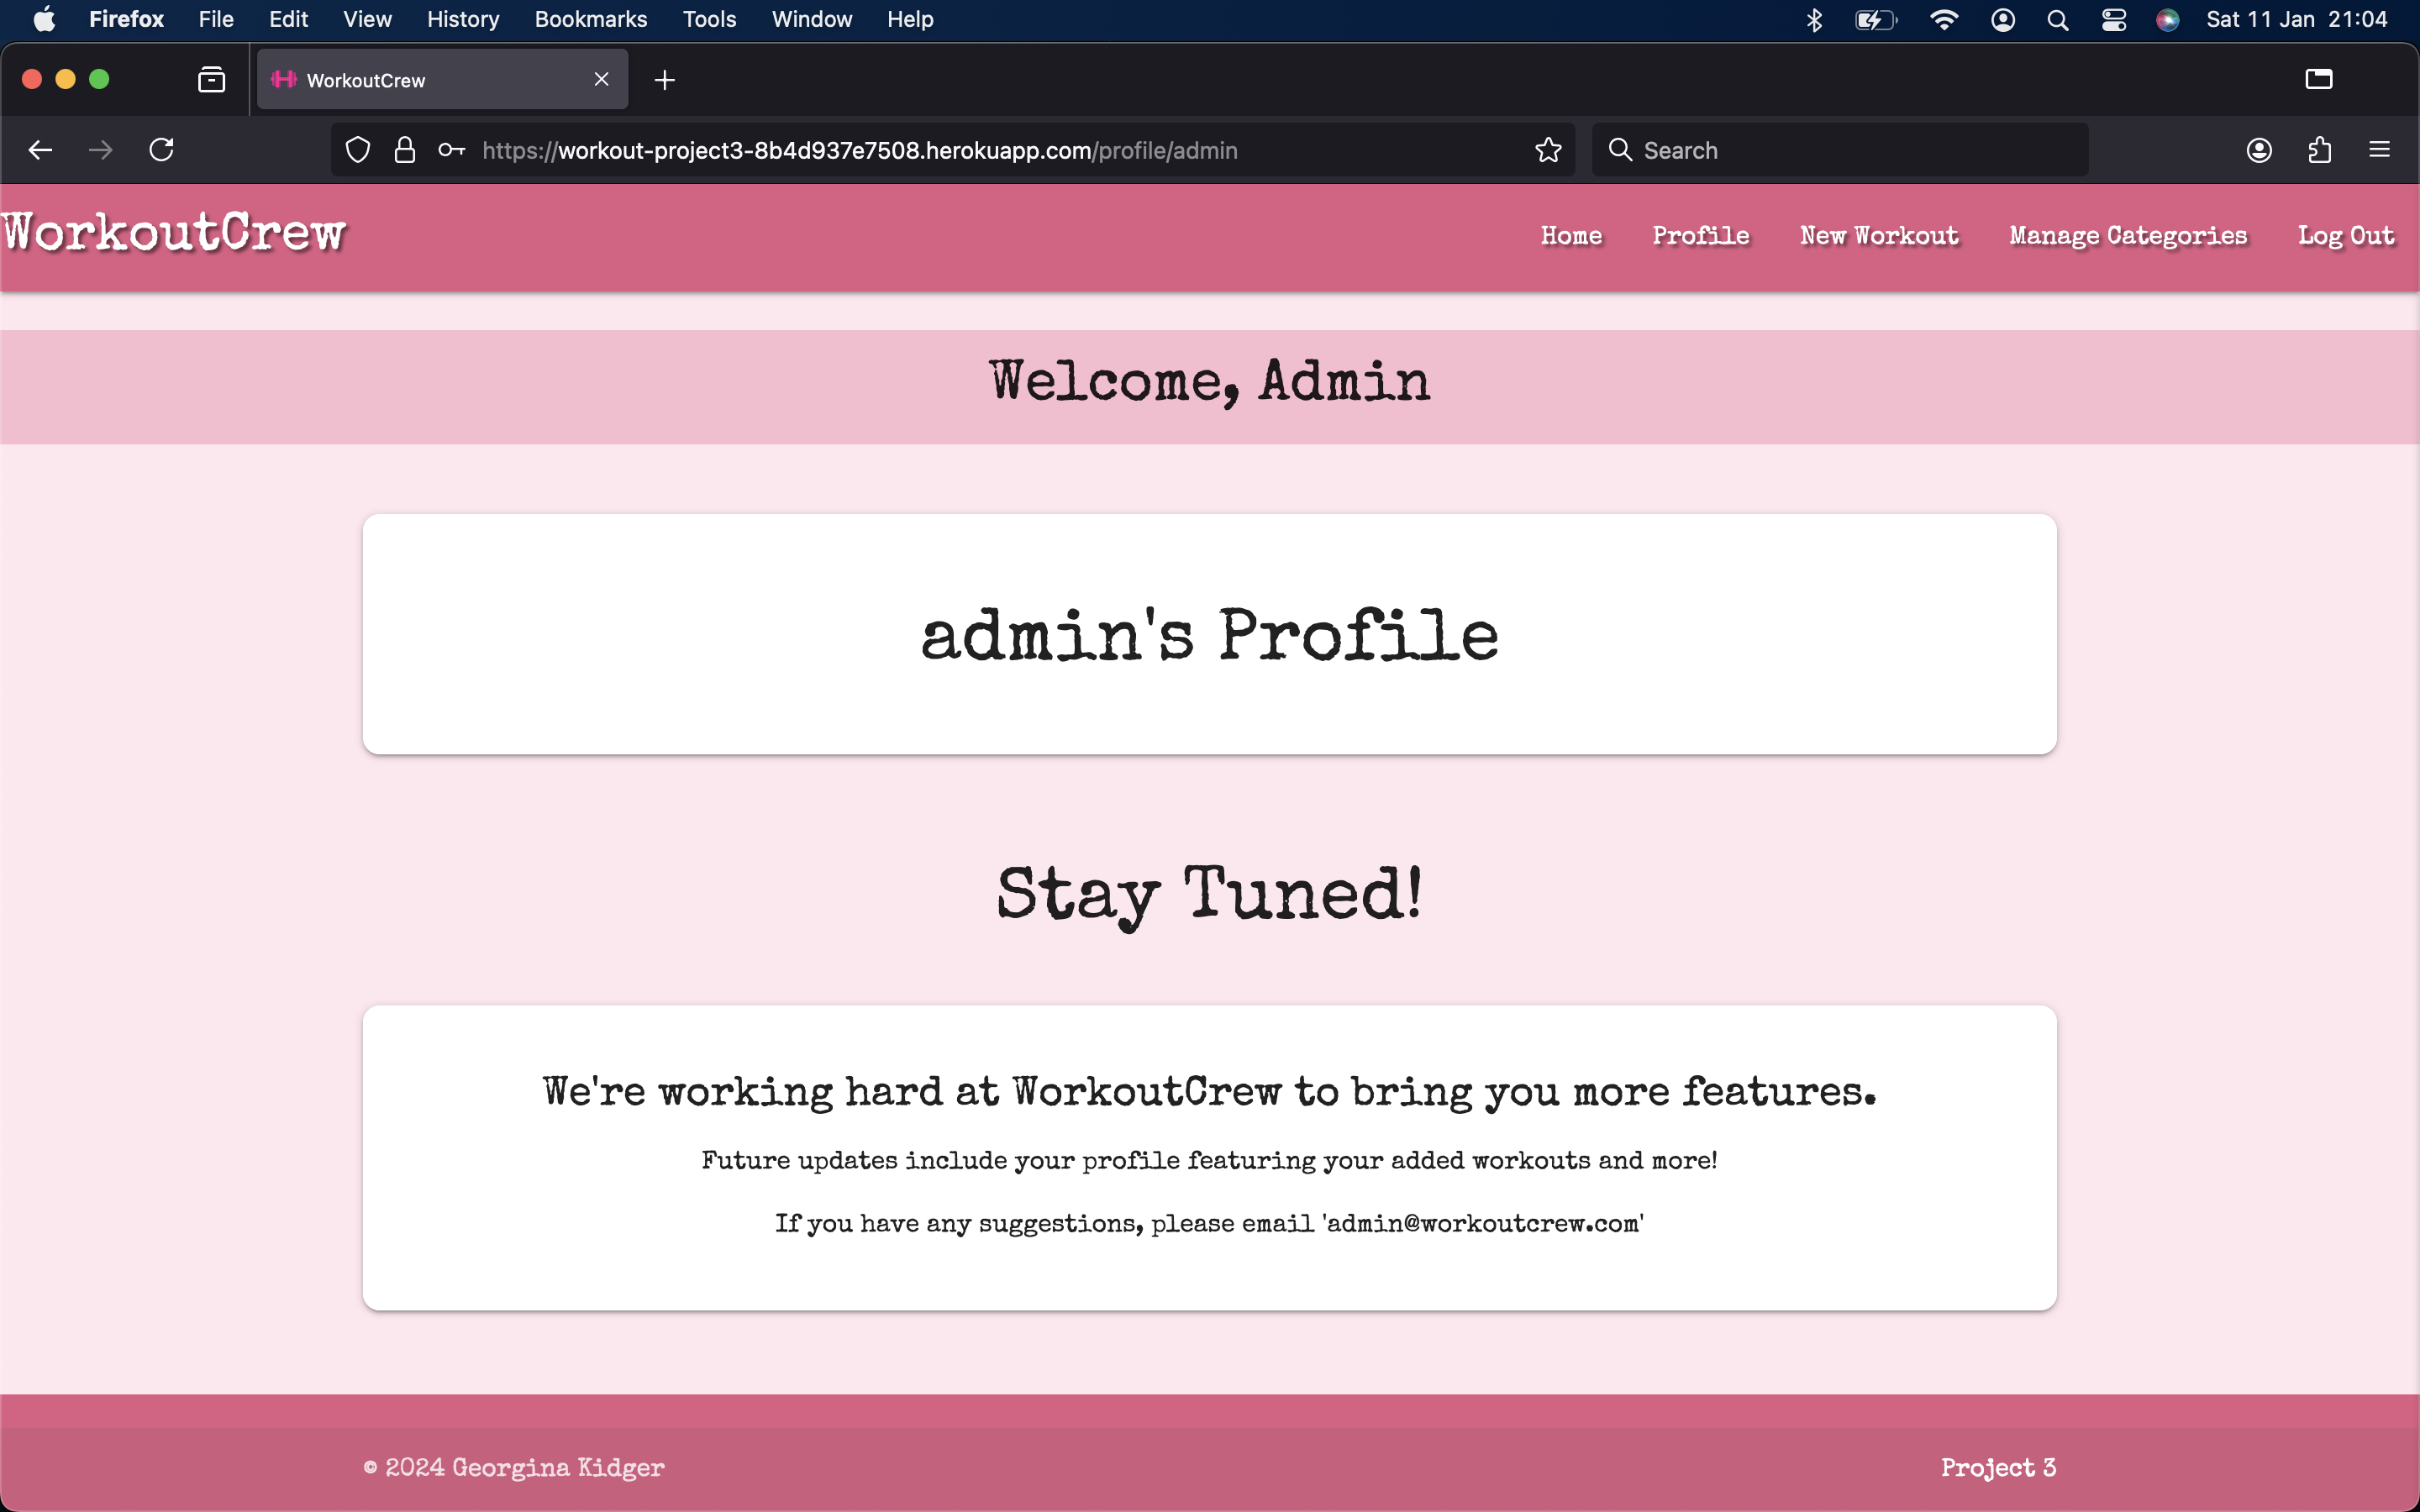 Firefox File Edit View History Bookmarks Tools Window Help Sat 11 Jan 21:04
WorkoutCrew
https://workout-project3-8b4d937e7508.herokuapp.com/profile/admin Search
WorkoutCrew Home Profile New Workout Manage Categories Log Out
Welcome, Admin
admin's Profile
Stay Tuned!
We're working hard at WorkoutCrew to bring you more features.
Future updates include your profile featuring your added workouts and more!
If you have any suggestions, please email 'admin@workoutcrew.com'
© 2024 Georgina Kidger Project 3